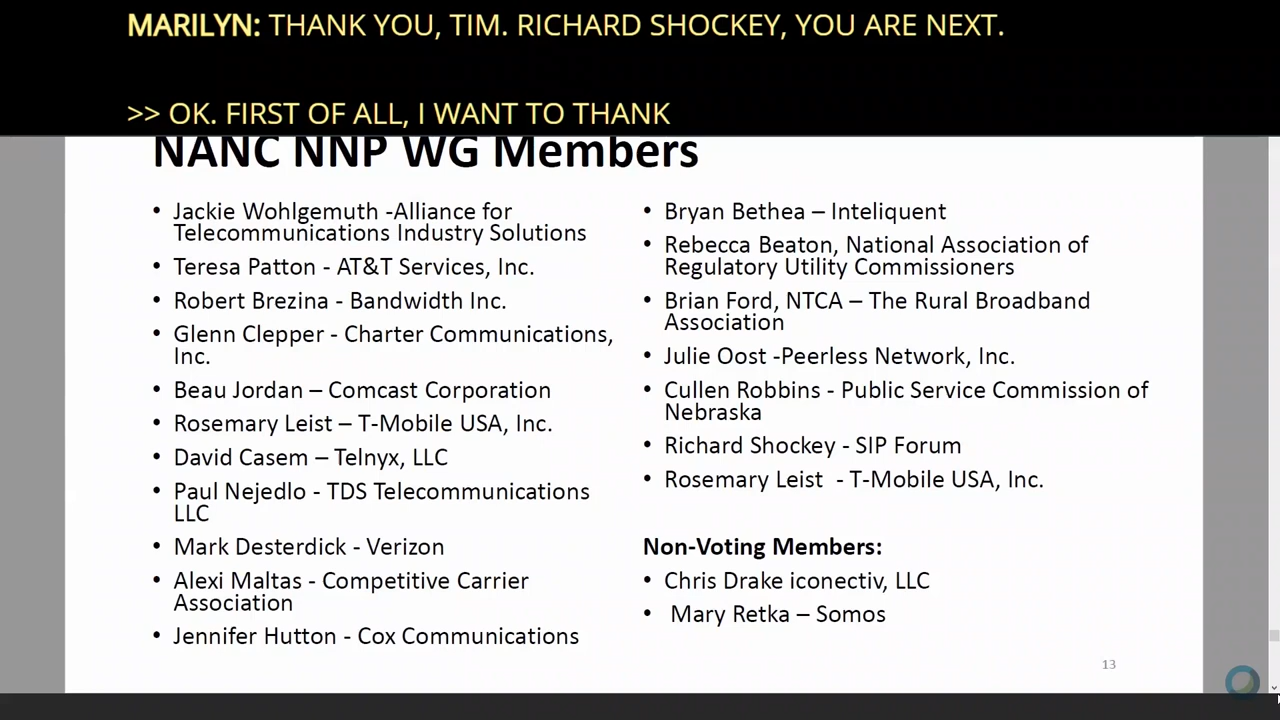 MARILYN: THANK YOU, TIM. RICHARD SHOCKEY, YOU ARE NEXT.
>> OK. FIRST OF ALL, I WANT TO THANK
NANC NNP WG Members
• Jackie Wohlgemuth -Alliance for
Telecommunications Industry Solutions
• Teresa Patton - AT&T Services, Inc.
• Robert Brezina - Bandwidth Inc.
• Glenn Clepper - Charter Communications,
Inc.
• Beau Jordan – Comcast Corporation
• Rosemary Leist – T-Mobile USA, Inc.
• David Casem – Telnyx, LLC
• Paul Nejedlo - TDS Telecommunications
LLC
• Mark Desterdick - Verizon
• Alexi Maltas - Competitive Carrier
Association
• Jennifer Hutton - Cox Communications
• Bryan Bethea – Inteliquent
• Rebecca Beaton, National Association of
Regulatory Utility Commissioners
• Brian Ford, NTCA – The Rural Broadband
Association
• Julie Oost -Peerless Network, Inc.
• Cullen Robbins - Public Service Commission of
Nebraska
• Richard Shockey - SIP Forum
• Rosemary Leist - T-Mobile USA, Inc.
Non-Voting Members:
• Chris Drake iconectiv, LLC
• Mary Retka – Somos
13